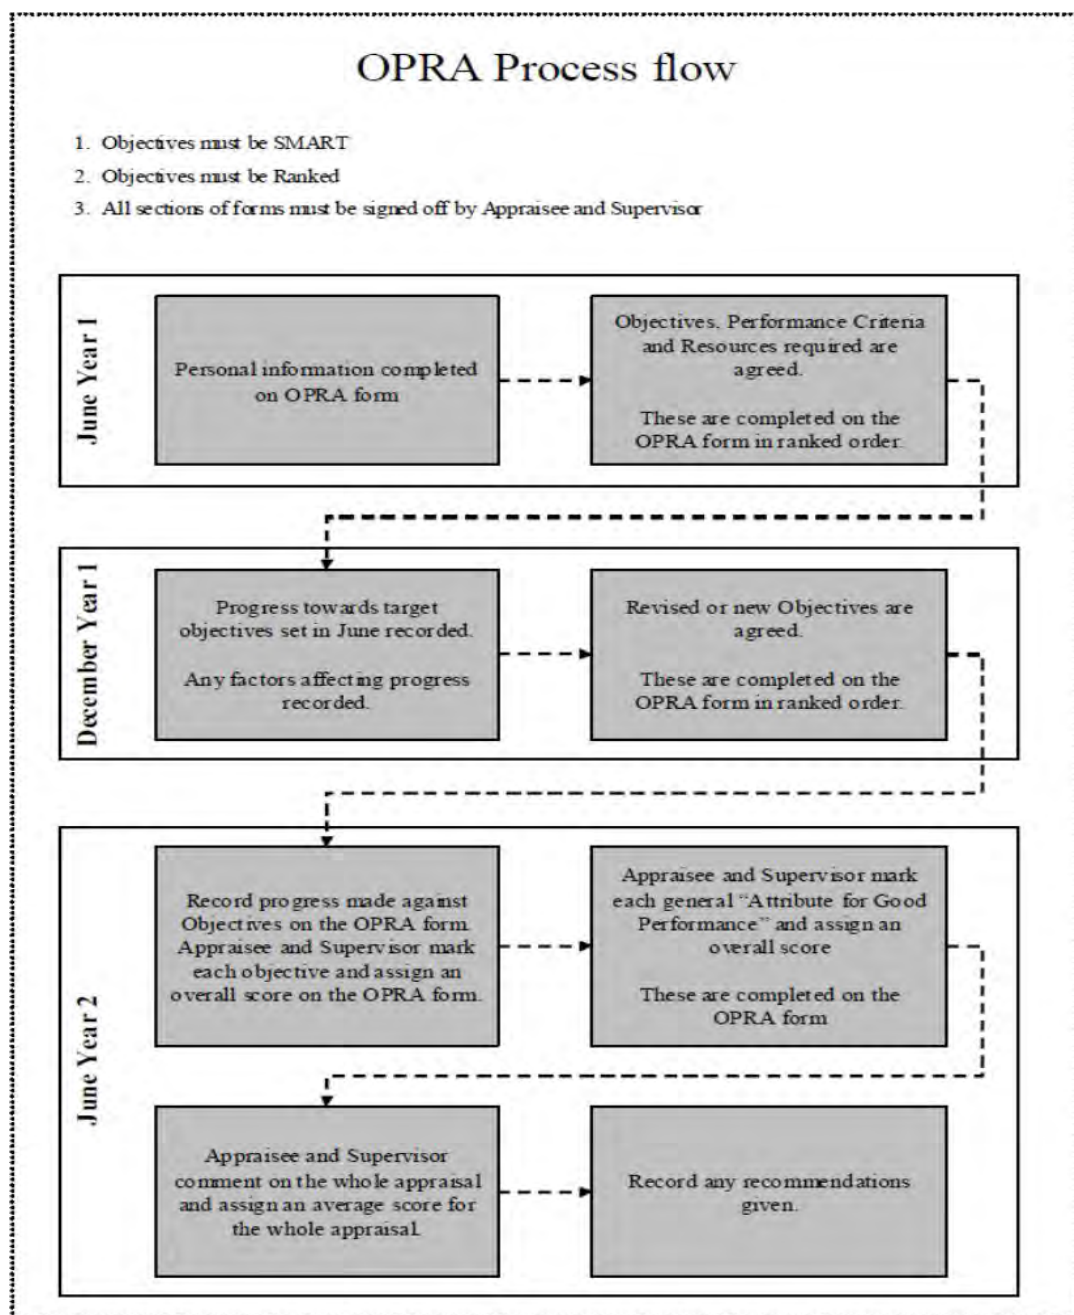 OPRA Process flow
1. Objectives must be SMART
2. Objectives must be Ranked
3. All sections of forms must be signed off by Appraisee and Supervisor
June Year 1
Personal information completed
on OPRA form
Objectives, Performance Criteria
and Resources required are
agreed.
These are completed on the
OPRA form in ranked order.
December Year 1
Progress towards target
objectives set in June recorded.
Any factors affecting progress
recorded.
Revised or new Objectives are
agreed.
These are completed on the
OPRA form in ranked order.
June Year 2
Record progress made against
Objectives on the OPRA form.
Appraisee and Supervisor mark
each objective and assign an
overall score on the OPRA form.
Appraisee and Supervisor mark
each general “Attribute for Good
Performance” and assign an
overall score
These are completed on the
OPRA form
Appraisee and Supervisor
comment on the whole appraisal
and assign an average score for
the whole appraisal.
Record any recommendations
given.